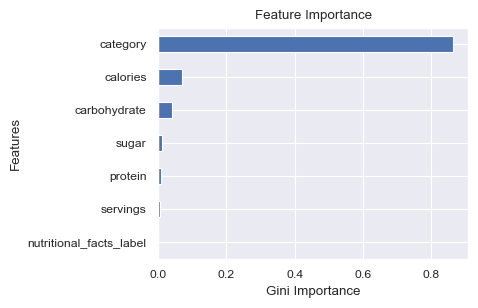 Feature Importance
category
calories
carbohydrate
sugar
protein
servings
nutritional_facts_label
Features
0.0 0.2 0.4 0.6 0.8
Gini Importance